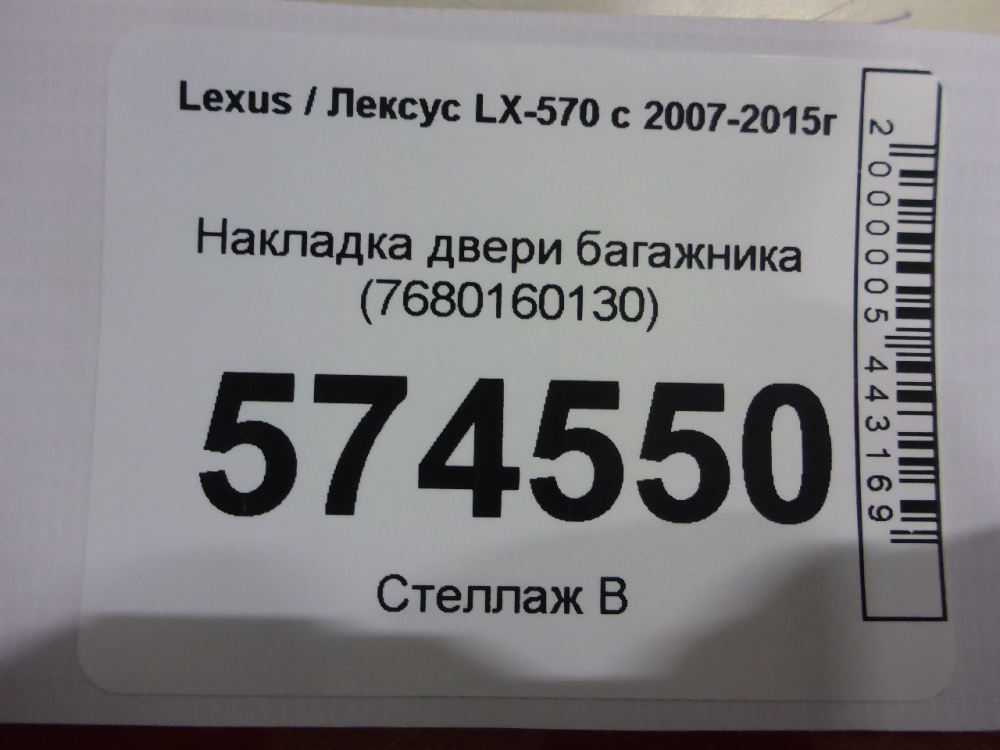 Lexus / Лексус LX-570 с 2007-2015г
Накладка двери багажника
(7680160130)
574550
Стеллаж В
2000005443169